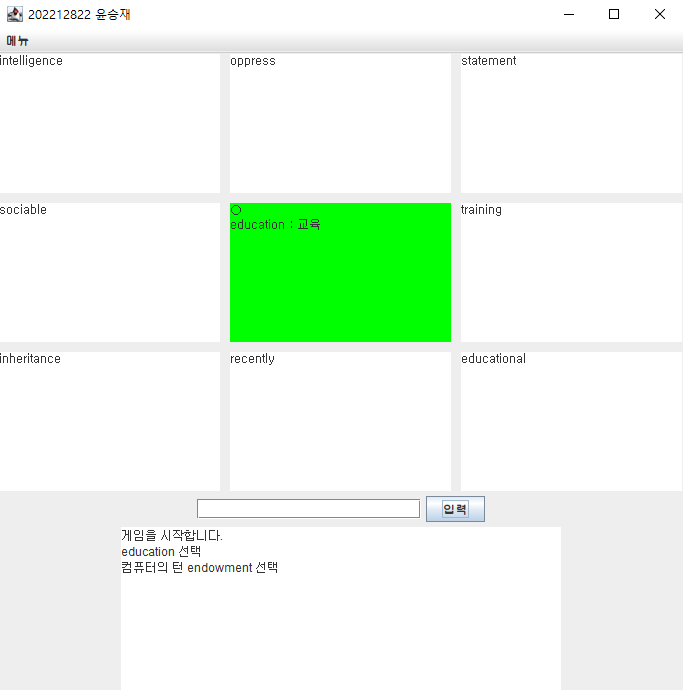 202212822 윤승재
메뉴
intelligence
oppress
statement
sociable
○
education : 교육
training
inheritance
recently
educational
입력
게임을 시작합니다.
education 선택
컴퓨터의 턴 endowment 선택